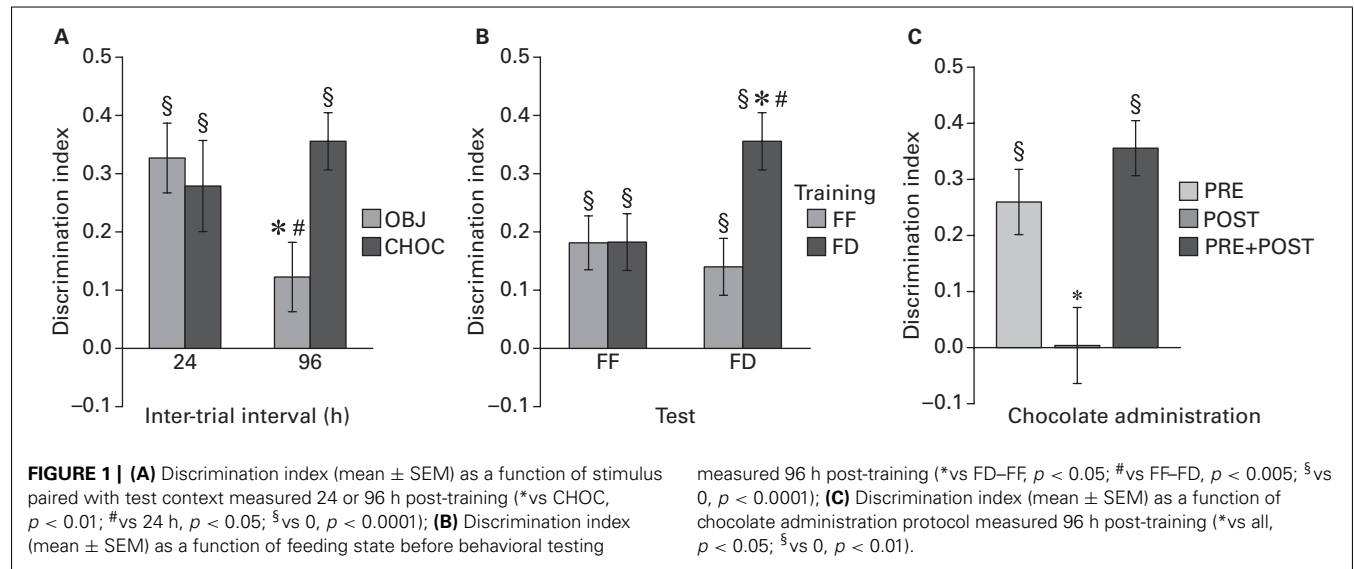 A
0.5
0.4
0.3
0.2
0.1
0.0
−0.1
Discrimination index
§
§
* #
§
24
96
Inter-trial interval (h)
OBJ
CHOC
B
0.5
0.4
0.3
0.2
0.1
0.0
−0.1
Discrimination index
§
§
§
§ * #
FF
FD
Test
Training
FF
FD
C
0.5
0.4
0.3
0.2
0.1
0.0
−0.1
Discrimination index
§
*
§
Chocolate administration
PRE
POST
PRE+POST
FIGURE 1 | (A) Discrimination index (mean ± SEM) as a function of stimulus
paired with test context measured 24 or 96 h post-training (*vs CHOC,
p < 0.01; #vs 24 h, p < 0.05; §vs 0, p < 0.0001); (B) Discrimination index
(mean ± SEM) as a function of feeding state before behavioral testing
measured 96 h post-training (*vs FD–FF, p < 0.05; #vs FF–FD, p < 0.005; §vs
0, p < 0.0001); (C) Discrimination index (mean ± SEM) as a function of
chocolate administration protocol measured 96 h post-training (*vs all,
p < 0.05; §vs 0, p < 0.01).